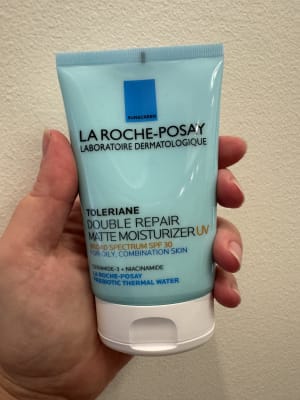 SUNSCREEN
LA ROCHE-POSAY
LABORATOIRE DERMATOLOGIQUE
TOLERIANE
DOUBLE REPAIR
MATTE MOISTURIZER UV
BROAD SPECTRUM SPF 30
FOR OILY, COMBINATION SKIN
CERAMIDE-3 + NIACINAMIDE
LA ROCHE-POSAY
PREBIOTIC THERMAL WATER